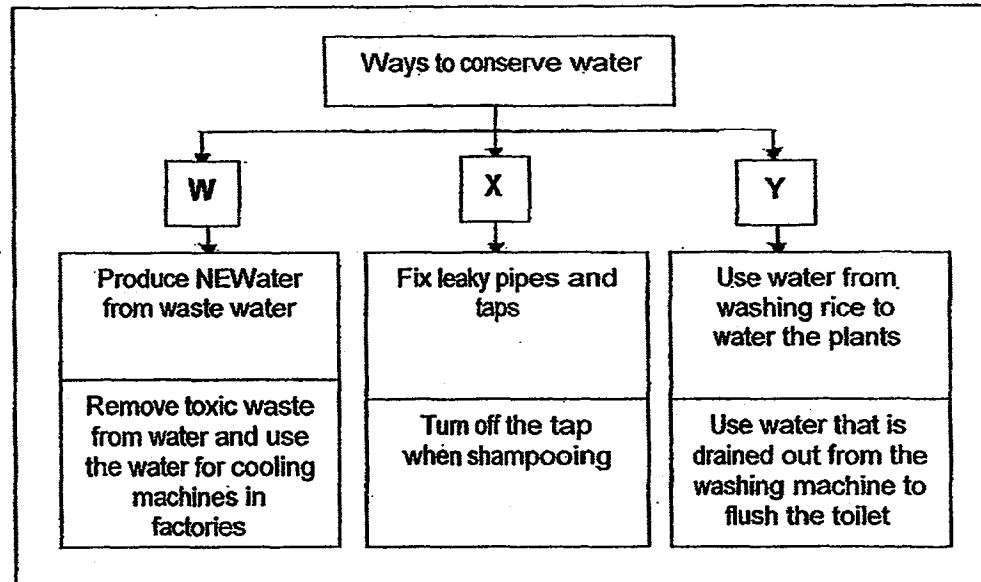 Ways to conserve water
W
X
Y
Produce NEWater
from waste water
Fix leaky pipes and
taps
Use water from
washing rice to
water the plants
Remove toxic waste
from water and use
the water for cooling
machines in
factories
Turn off the tap
when shampooing
Use water that is
drained out from the
washing machine to
flush the toilet